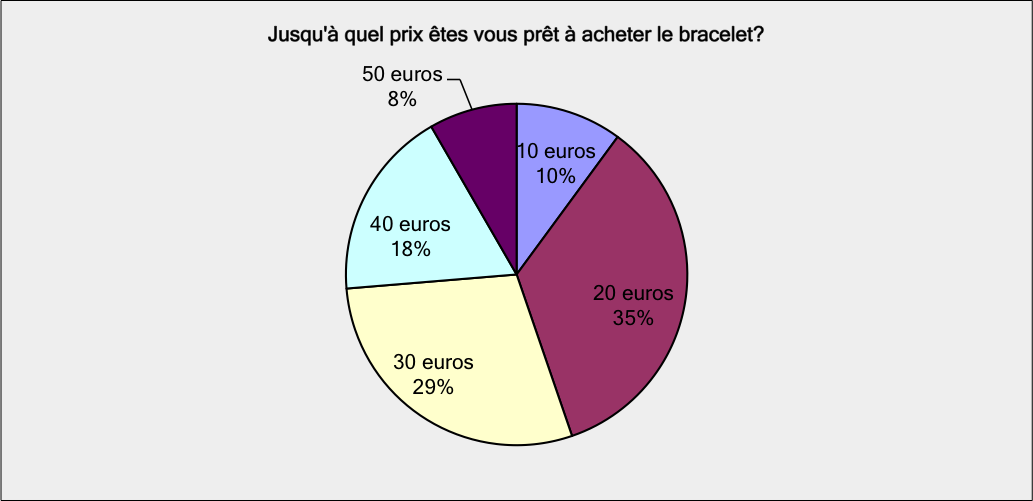 Jusqu'à quel prix êtes vous prêt à acheter le bracelet?
50 euros
8%
10 euros
10%
40 euros
18%
20 euros
35%
30 euros
29%